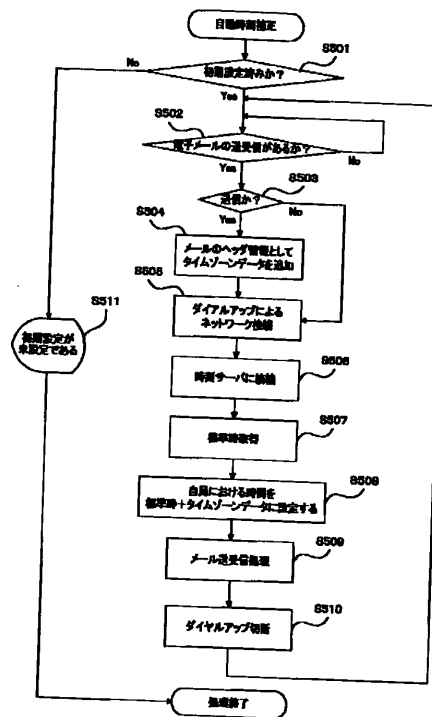 自動時刻補正
S501
No
初期設定済みか？
Yes
S502
電子メールの送受信があるか？
No
Yes
S503
送信か？
No
Yes
S504
メールのヘッダ情報として
タイムゾーンデータを追加
S505
ダイアルアップによる
ネットワーク接続
S511
初期設定が
未設定である
S506
時刻サーバに接続
S507
標準時取得
S508
自局における時間を
標準時＋タイムゾーンデータに設定する
S509
メール送受信処理
S510
ダイヤルアップ切断
処理終了